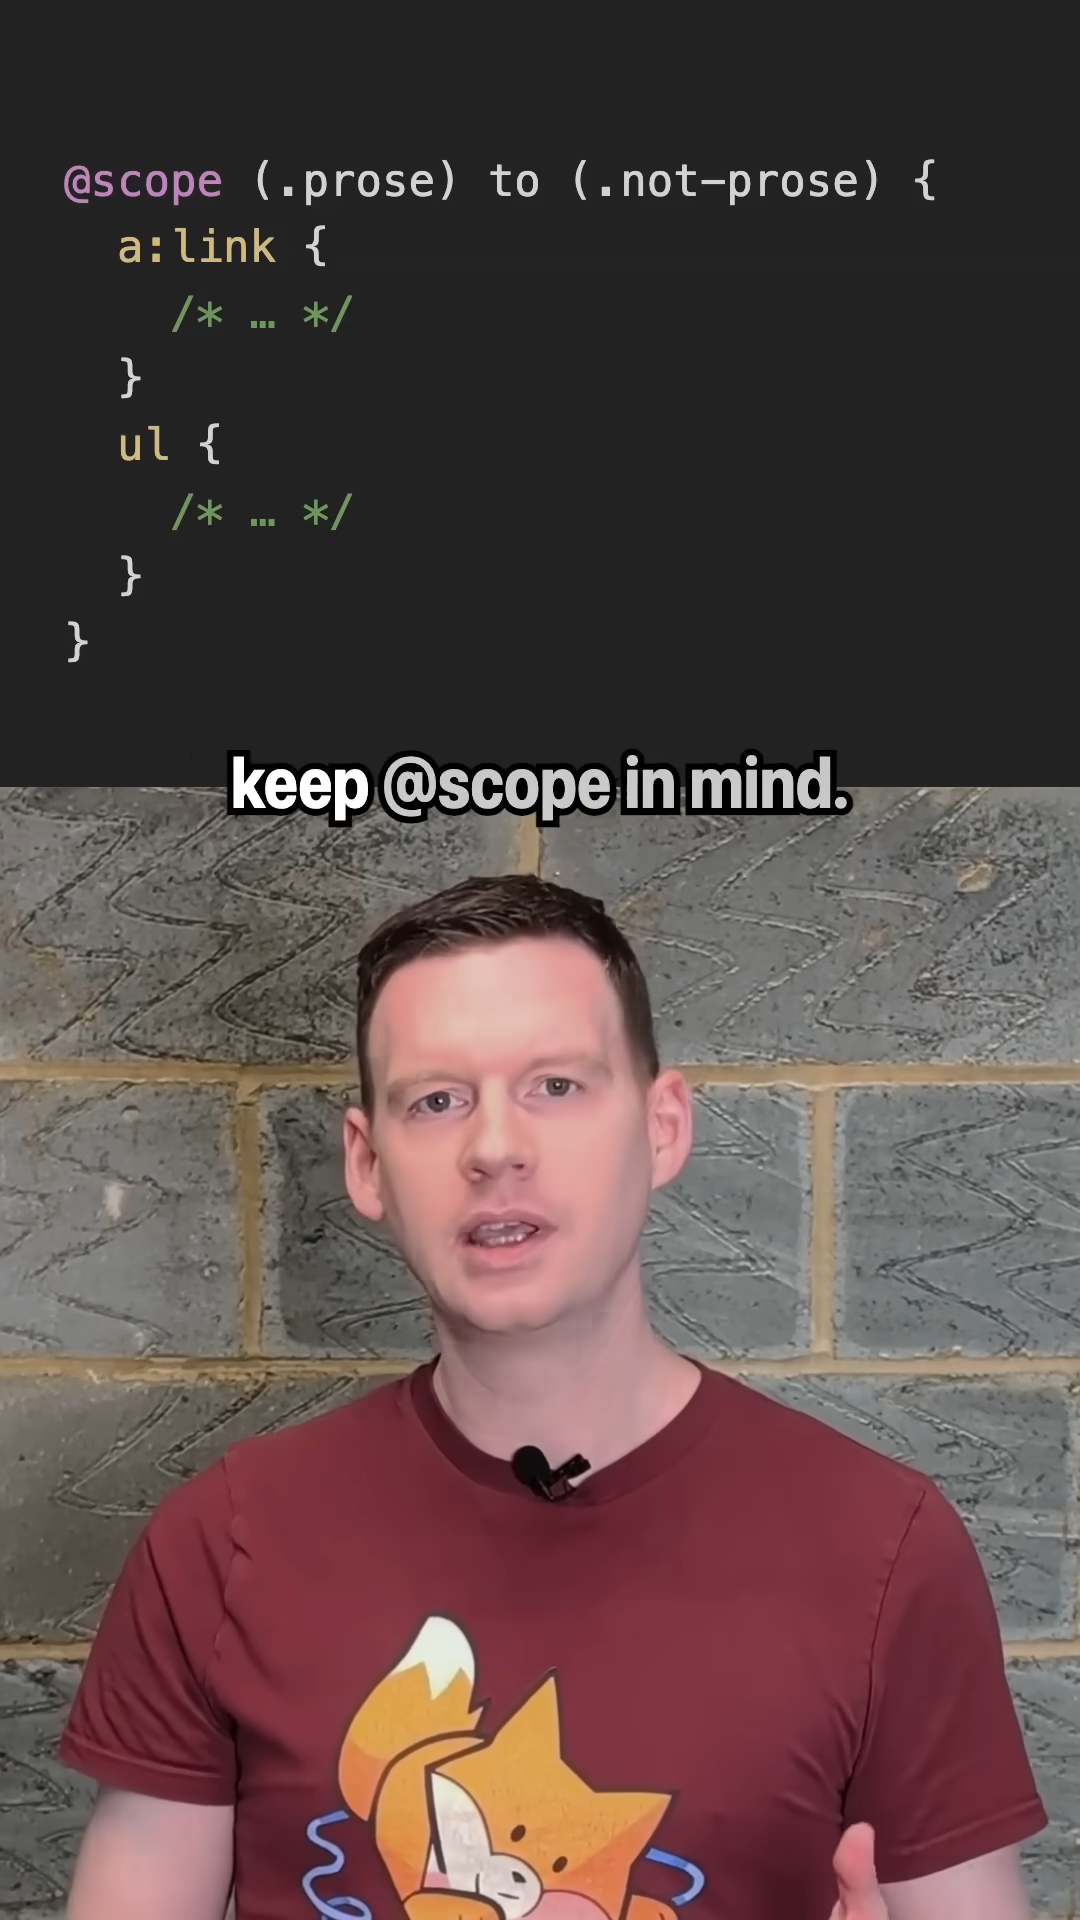 @scope (.prose) to (.not-prose) {
  a:link {
    /* … */
  }
  ul {
    /* … */
  }
}
keep @scope in mind.